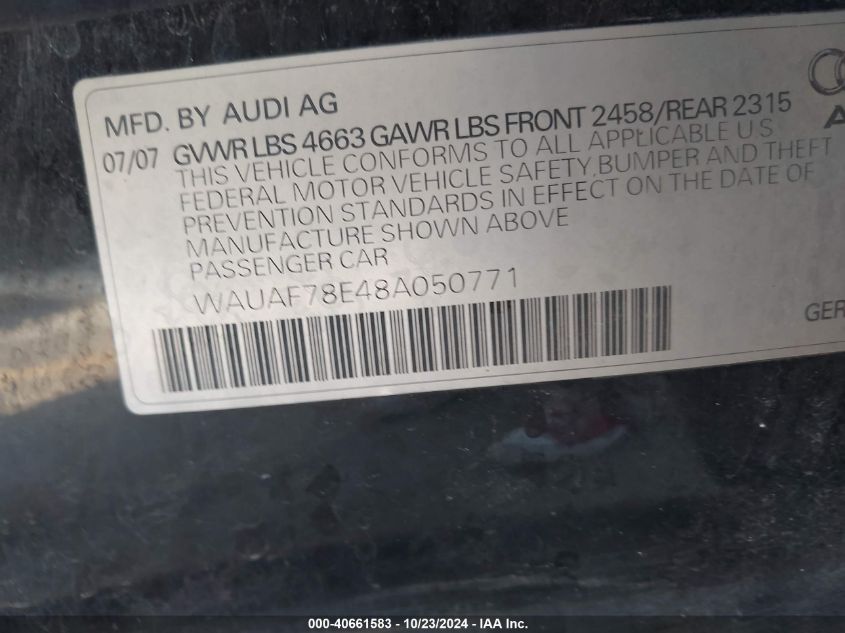 MFD. BY AUDI AG
07/07 GVWR LBS 4663 GAWR LBS FRONT 2458/REAR 2315
THIS VEHICLE CONFORMS TO ALL APPLICABLE U S
FEDERAL MOTOR VEHICLE SAFETY, BUMPER AND THEFT
PREVENTION STANDARDS IN EFFECT ON THE DATE OF
MANUFACTURE SHOWN ABOVE
PASSENGER CAR
WAUAF78E48A050771
GER
000-40661583 - 10/23/2024 - IAA Inc.